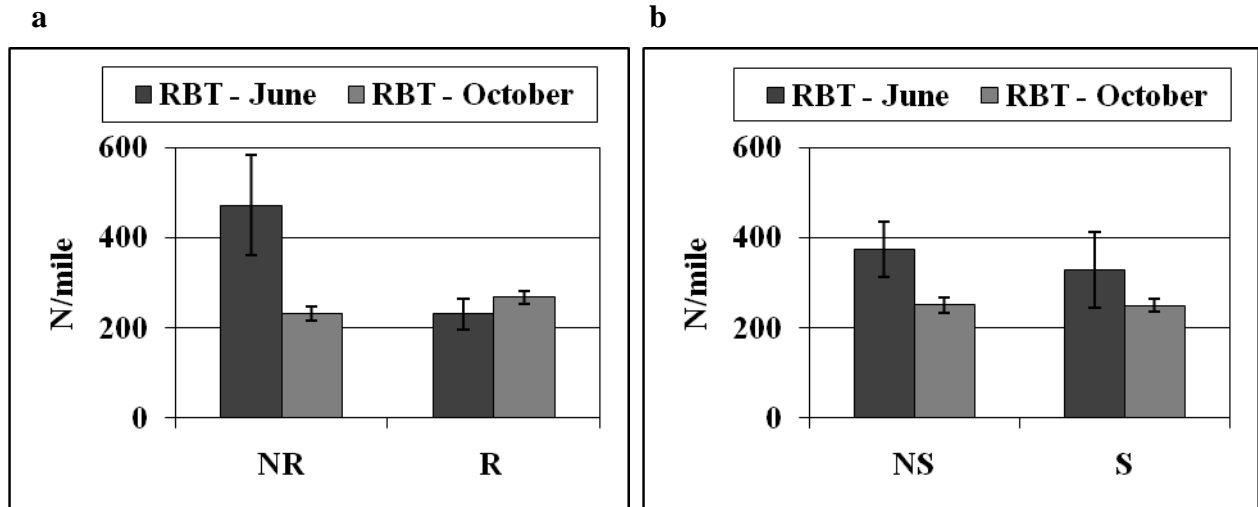 a
RBT - June RBT - October
600
400
200
0
N/mile
NR R
b
RBT - June RBT - October
600
400
200
0
N/mile
NS S